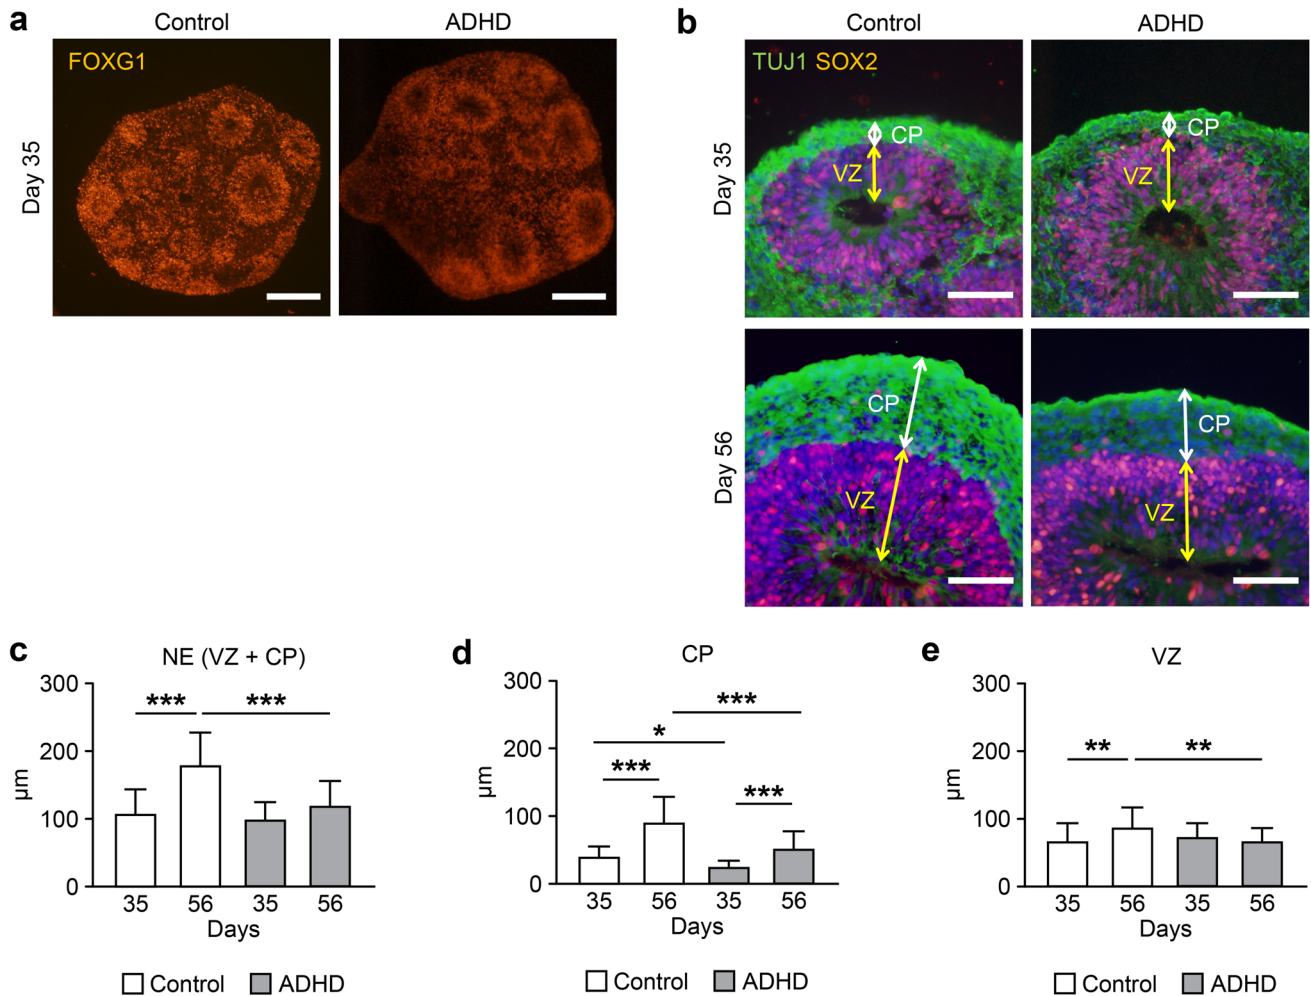 a
Control
ADHD
FOXG1
Day 35
b
Control
ADHD
TUJ1 SOX2
CP
VZ
CP
VZ
Day 35
CP
VZ
CP
VZ
Day 56
c
NE (VZ + CP)
300
200
100
0
µm
***
***
35 56 35 56
Days
Control ADHD
d
CP
300
200
100
0
µm
***
*
***
***
35 56 35 56
Days
Control ADHD
e
VZ
300
200
100
0
µm
**
**
35 56 35 56
Days
Control ADHD